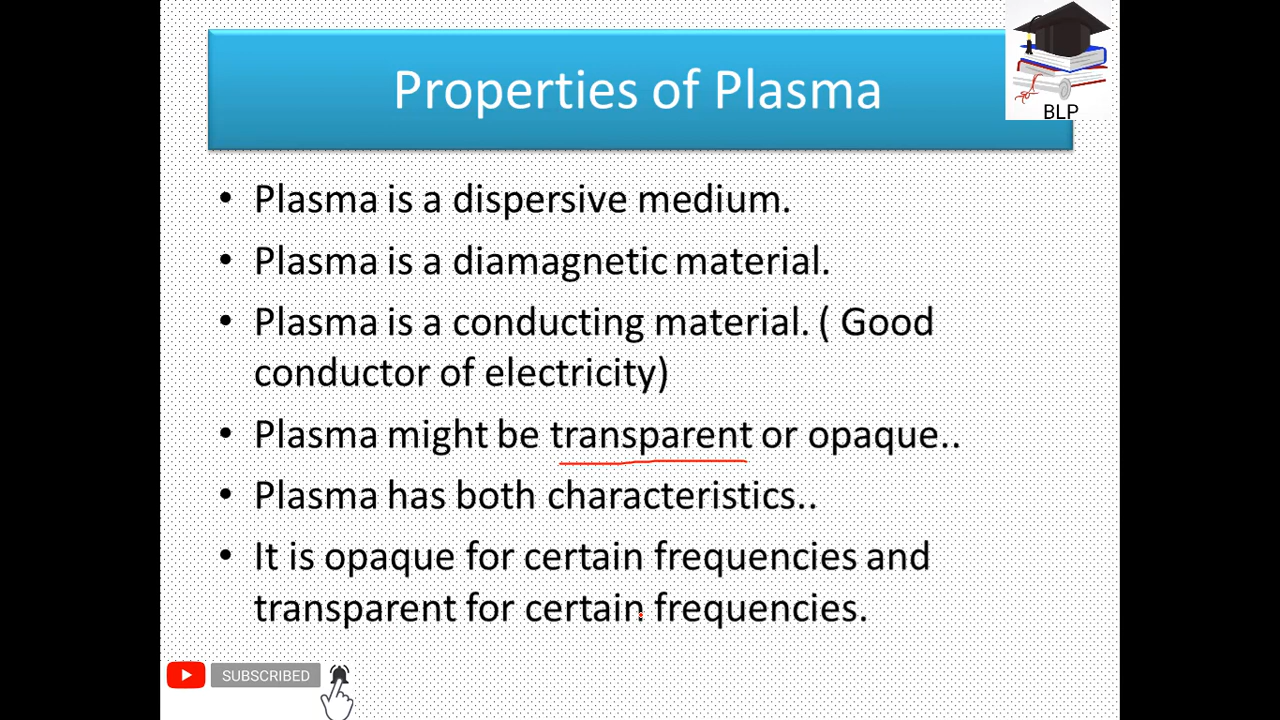 Properties of Plasma
BLP
• Plasma is a dispersive medium.
• Plasma is a diamagnetic material.
• Plasma is a conducting material. ( Good
conductor of electricity)
• Plasma might be transparent or opaque..
• Plasma has both characteristics..
• It is opaque for certain frequencies and
transparent for certain frequencies.
SUBSCRIBED